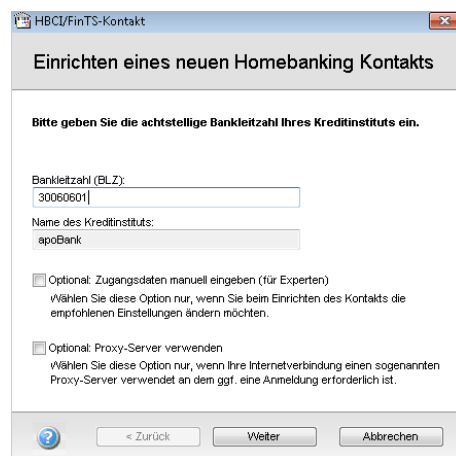 HBCI/FinTS-Kontakt
Einrichten eines neuen Homebanking Kontakts
Bitte geben Sie die achtstellige Bankleitzahl Ihres Kreditinstituts ein.
Bankleitzahl (BLZ):
30060601
Name des Kreditinstituts:
apoBank
Optional: Zugangsdaten manuell eingeben (für Experten)
Wählen Sie diese Option nur, wenn Sie beim Einrichten des Kontakts die
empfohlenen Einstellungen ändern möchten.
Optional: Proxy-Server verwenden
Wählen Sie diese Option nur, wenn Ihre Internetverbindung einen sogenannten
Proxy-Server verwendet an dem ggf. eine Anmeldung erforderlich ist.
? < Zurück Weiter Abbrechen